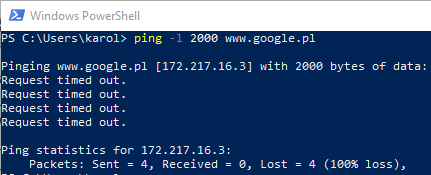 Windows PowerShell
PS C:\Users\karol> ping -l 2000 www.google.pl
Pinging www.google.pl [172.217.16.3] with 2000 bytes of data:
Request timed out.
Request timed out.
Request timed out.
Request timed out.
Ping statistics for 172.217.16.3:
Packets: Sent = 4, Received = 0, Lost = 4 (100% loss),